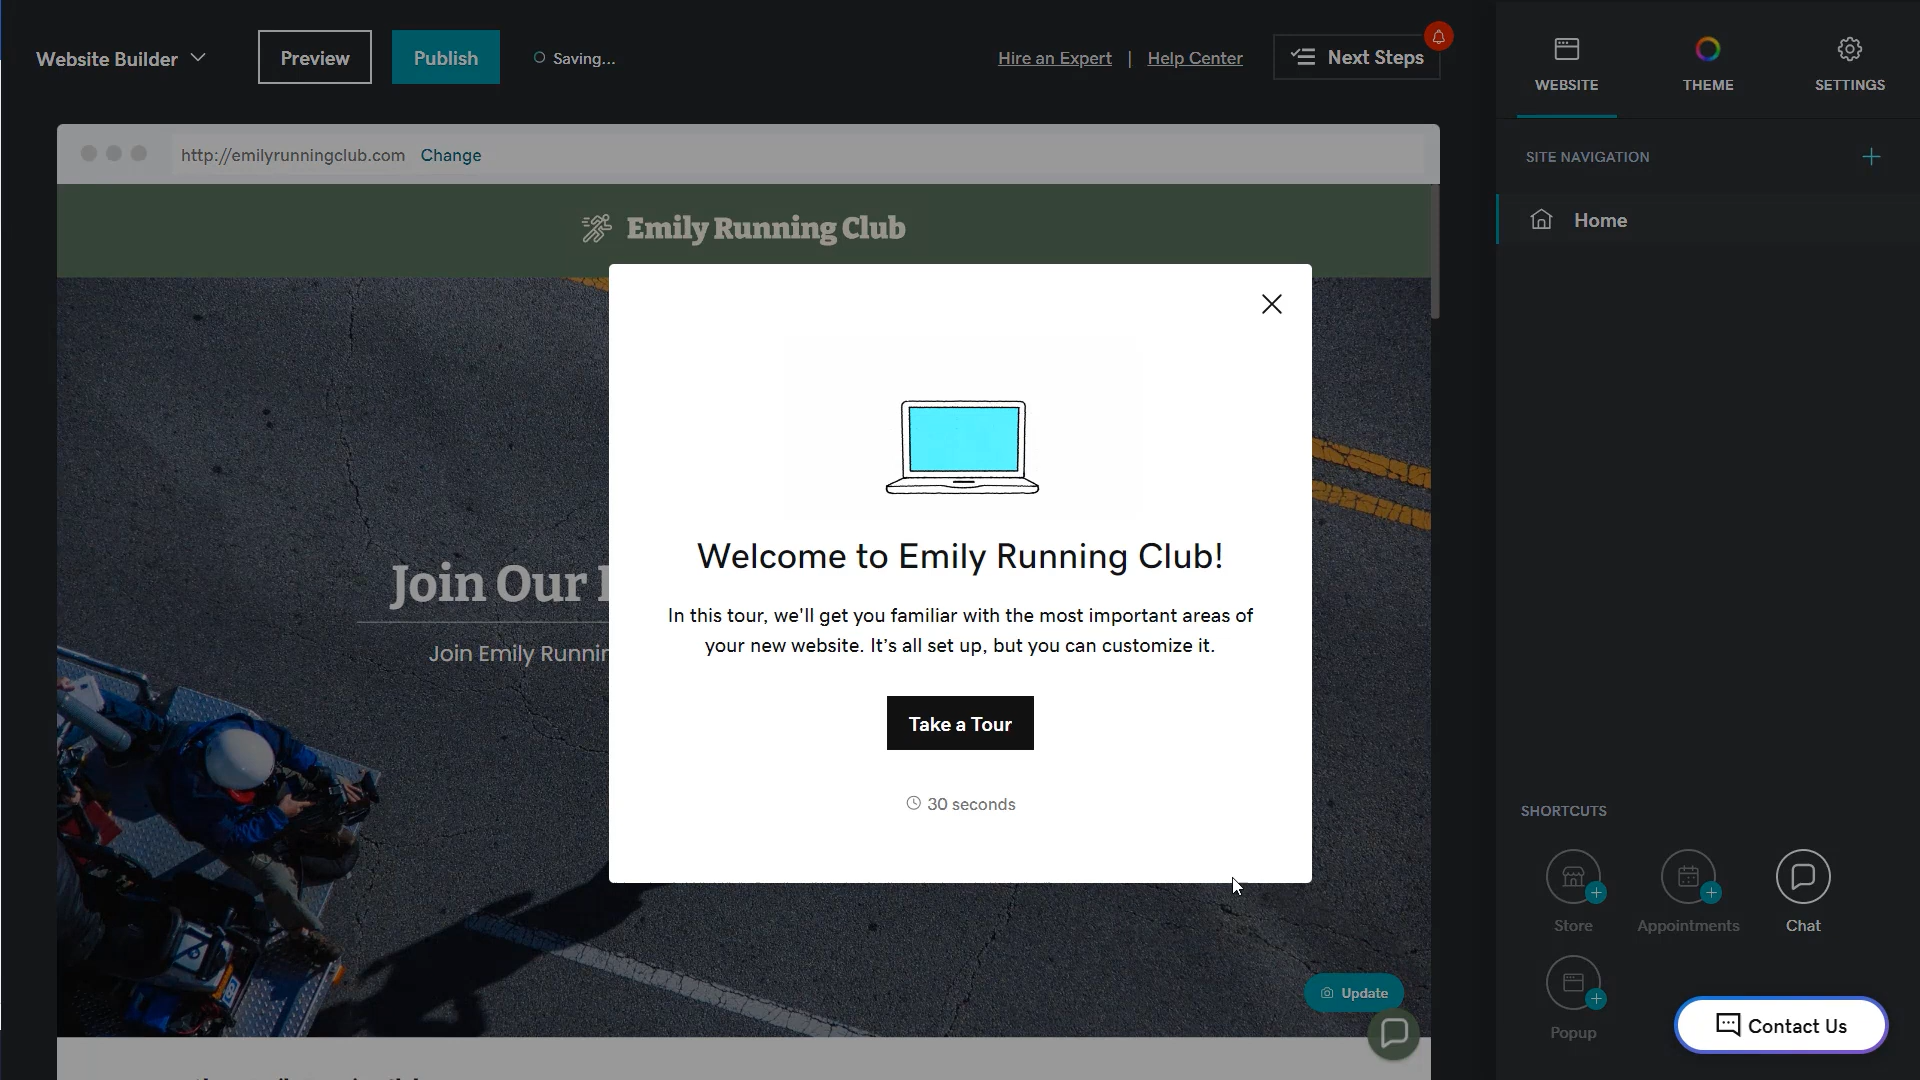 Website Builder
Preview
Publish
Saving...
Hire an Expert | Help Center
Next Steps
WEBSITE
THEME
SETTINGS
http://emilyrunningclub.com Change
SITE NAVIGATION
Emily Running Club
Home
Welcome to Emily Running Club!
Join Our
In this tour, we'll get you familiar with the most important areas of
your new website. It’s all set up, but you can customize it.
Join Emily
Take a Tour
30 seconds
SHORTCUTS
Store
Appointments
Chat
Update
Popup
Contact Us